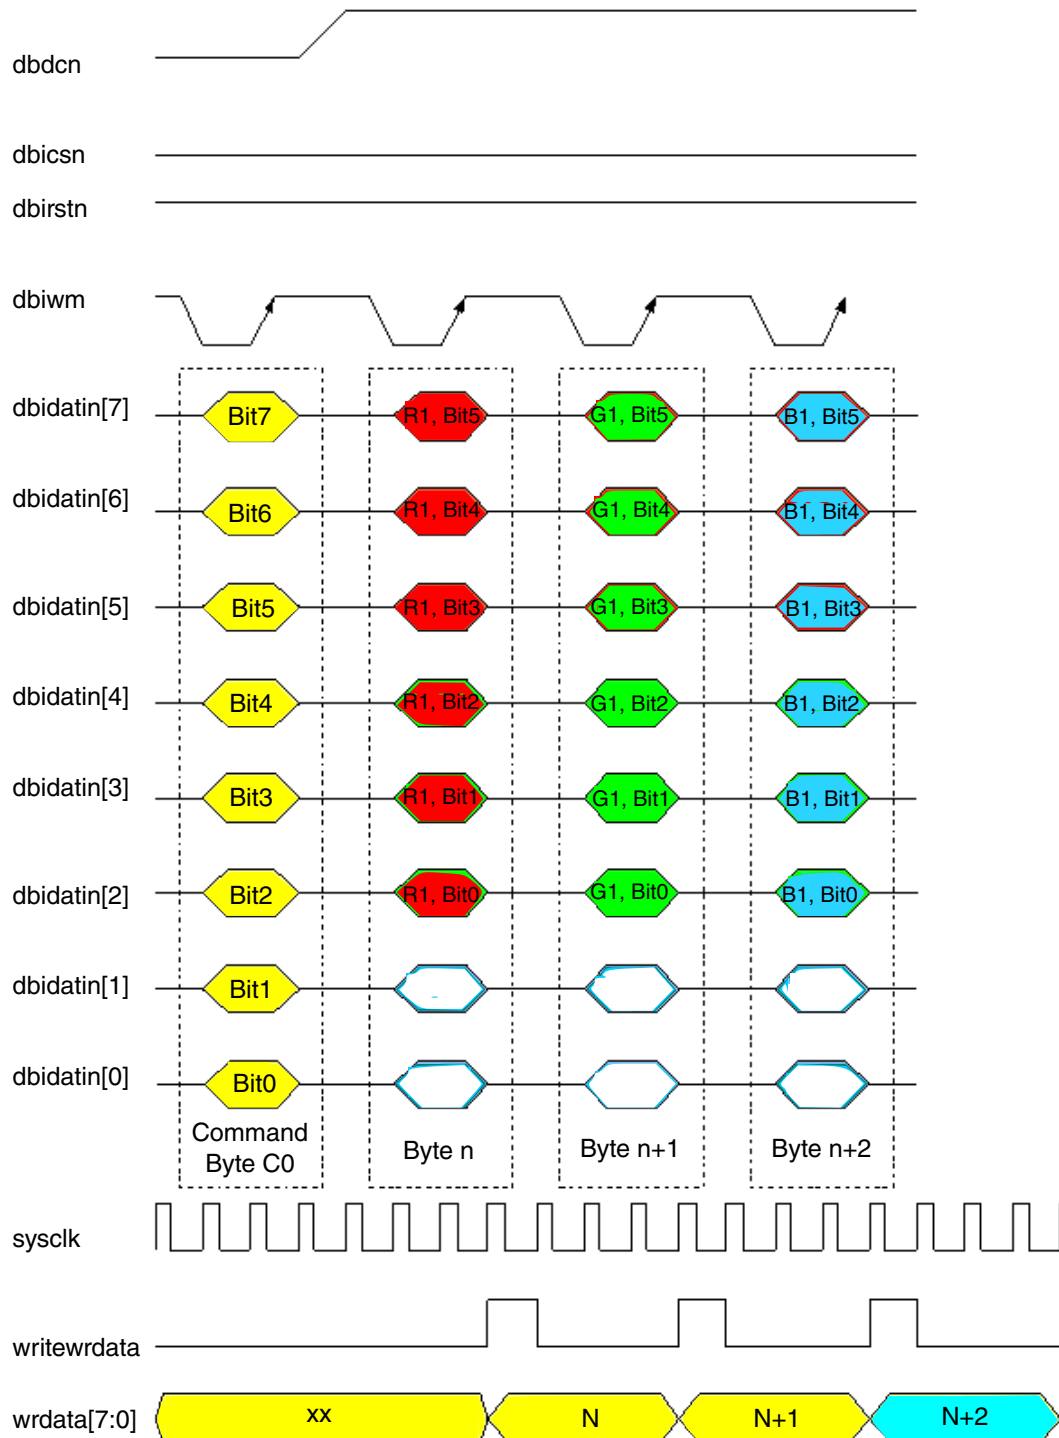 dbdcn
dbicsn
dbirstn
dbiwm
dbidatin[7] Bit7 R1, Bit5 G1, Bit5 B1, Bit5
dbidatin[6] Bit6 R1, Bit4 G1, Bit4 B1, Bit4
dbidatin[5] Bit5 R1, Bit3 G1, Bit3 B1, Bit3
dbidatin[4] Bit4 R1, Bit2 G1, Bit2 B1, Bit2
dbidatin[3] Bit3 R1, Bit1 G1, Bit1 B1, Bit1
dbidatin[2] Bit2 R1, Bit0 G1, Bit0 B1, Bit0
dbidatin[1] Bit1
dbidatin[0] Bit0
Command
Byte C0 Byte n Byte n+1 Byte n+2
sysclk
writewrdata
wrdata[7:0] xx N N+1 N+2